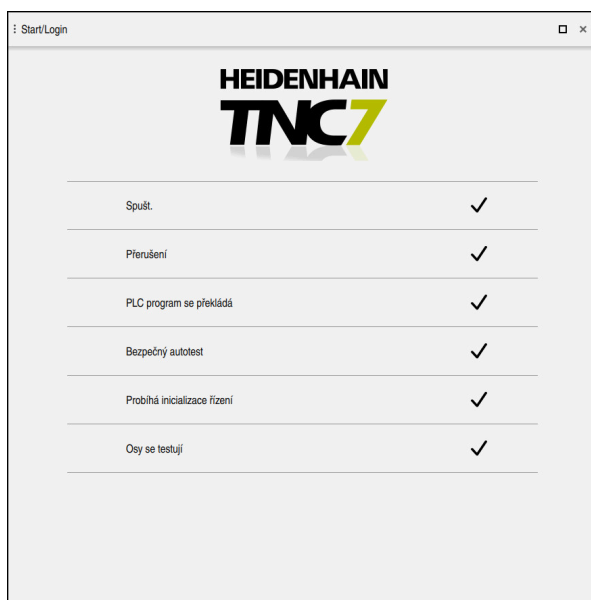 Start/Login
HEIDENHAIN
TNC7
Spušt.
Přerušení
PLC program se překládá
Bezpečný autotest
Probíhá inicializace řízení
Osy se testují